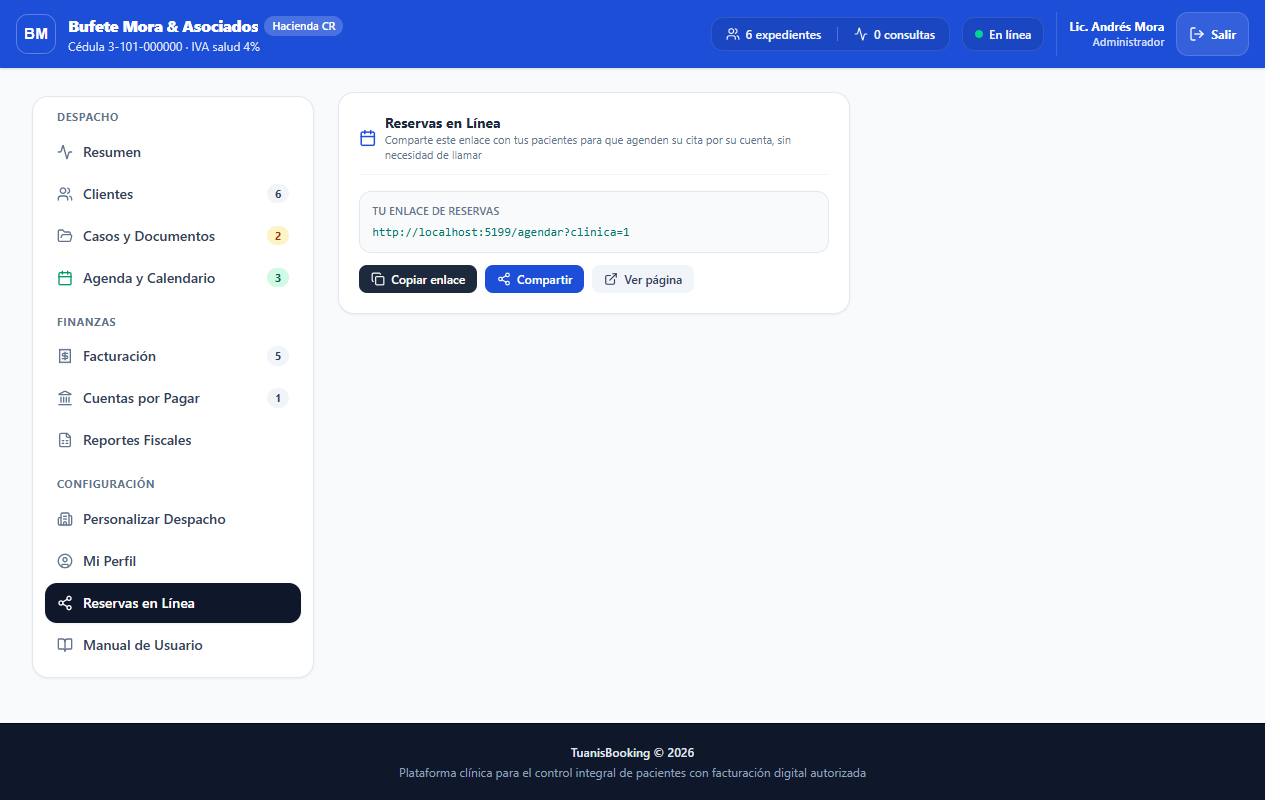 BM
Bufete Mora & Asociados
Hacienda CR
Cédula 3-101-000000 · IVA salud 4%
6 expedientes
0 consultas
En línea
Lic. Andrés Mora
Administrador
Salir
DESPACHO
Resumen
Clientes 6
Casos y Documentos 2
Agenda y Calendario 3
FINANZAS
Facturación 5
Cuentas por Pagar 1
Reportes Fiscales
CONFIGURACIÓN
Personalizar Despacho
Mi Perfil
Reservas en Línea
Manual de Usuario
Reservas en Línea
Comparte este enlace con tus pacientes para que agenden su cita por su cuenta, sin
necesidad de llamar
TU ENLACE DE RESERVAS
http://localhost:5199/agendar?clinica=1
Copiar enlace
Compartir
Ver página
TuanisBooking © 2026
Plataforma clínica para el control integral de pacientes con facturación digital autorizada